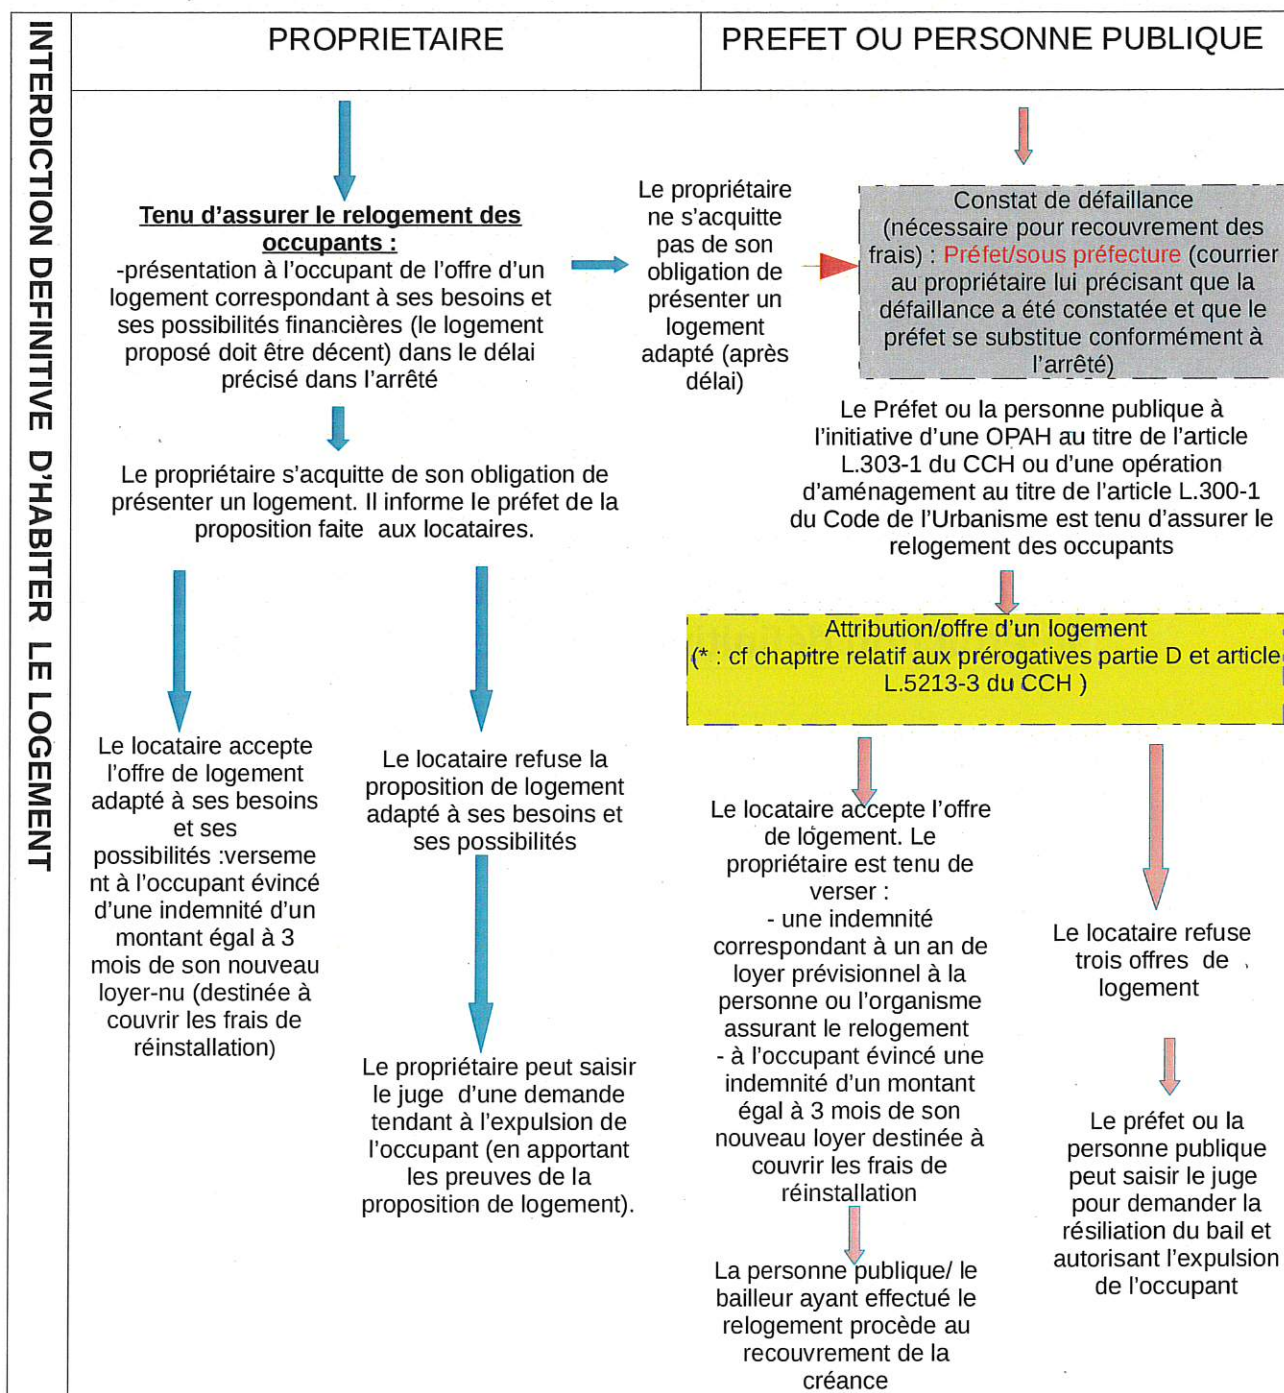 INTERDICTION DEFINITIVE D'HABITER LE LOGEMENT
PROPRIETAIRE
PREFET OU PERSONNE PUBLIQUE
Tenu d'assurer le relogement des
occupants :
-présentation à l'occupant de l'offre d'un
logement correspondant à ses besoins et
ses possibilités financières (le logement
proposé doit être décent) dans le délai
précisé dans l'arrêté
Le propriétaire
ne s'acquitte
pas de son
obligation de
présenter un
logement
adapté (après
délai)
Constat de défaillance
(nécessaire pour recouvrement des
frais) : Préfet/sous préfecture (courrier
au propriétaire lui précisant que la
défaillance a été constatée et que le
préfet se substitue conformément à
l'arrêté)
Le propriétaire s'acquitte de son obligation de
présenter un logement. Il informe le préfet de la
proposition faite aux locataires.
Le Préfet ou la personne publique à
l'initiative d'une OPAH au titre de l'article
L.303-1 du CCH ou d'une opération
d'aménagement au titre de l'article L.300-1
du Code de l'Urbanisme est tenu d'assurer le
relogement des occupants
Attribution/offre d'un logement
(* : cf chapitre relatif aux prérogatives partie D et article
L.5213-3 du CCH )
Le locataire accepte
l'offre de logement
adapté à ses besoins
et ses
possibilités :verseme
nt à l'occupant évincé
d'une indemnité d'un
montant égal à 3
mois de son nouveau
loyer-nu (destinée à
couvrir les frais de
réinstallation)
Le locataire refuse la
proposition de logement
adapté à ses besoins et
ses possibilités
Le propriétaire peut saisir
le juge d'une demande
tendant à l'expulsion de
l'occupant (en apportant
les preuves de la
proposition de logement).
Le locataire accepte l'offre
de logement. Le
propriétaire est tenu de
verser :
- une indemnité
correspondant à un an de
loyer prévisionnel à la
personne ou l'organisme
assurant le relogement
- à l'occupant évincé une
indemnité d'un montant
égal à 3 mois de son
nouveau loyer destinée à
couvrir les frais de
réinstallation
La personne publique/ le
bailleur ayant effectué le
relogement procède au
recouvrement de la
créance
Le locataire refuse
trois offres de
logement
Le préfet ou la
personne publique
peut saisir le juge
pour demander la
résiliation du bail et
autorisant l'expulsion
de l'occupant